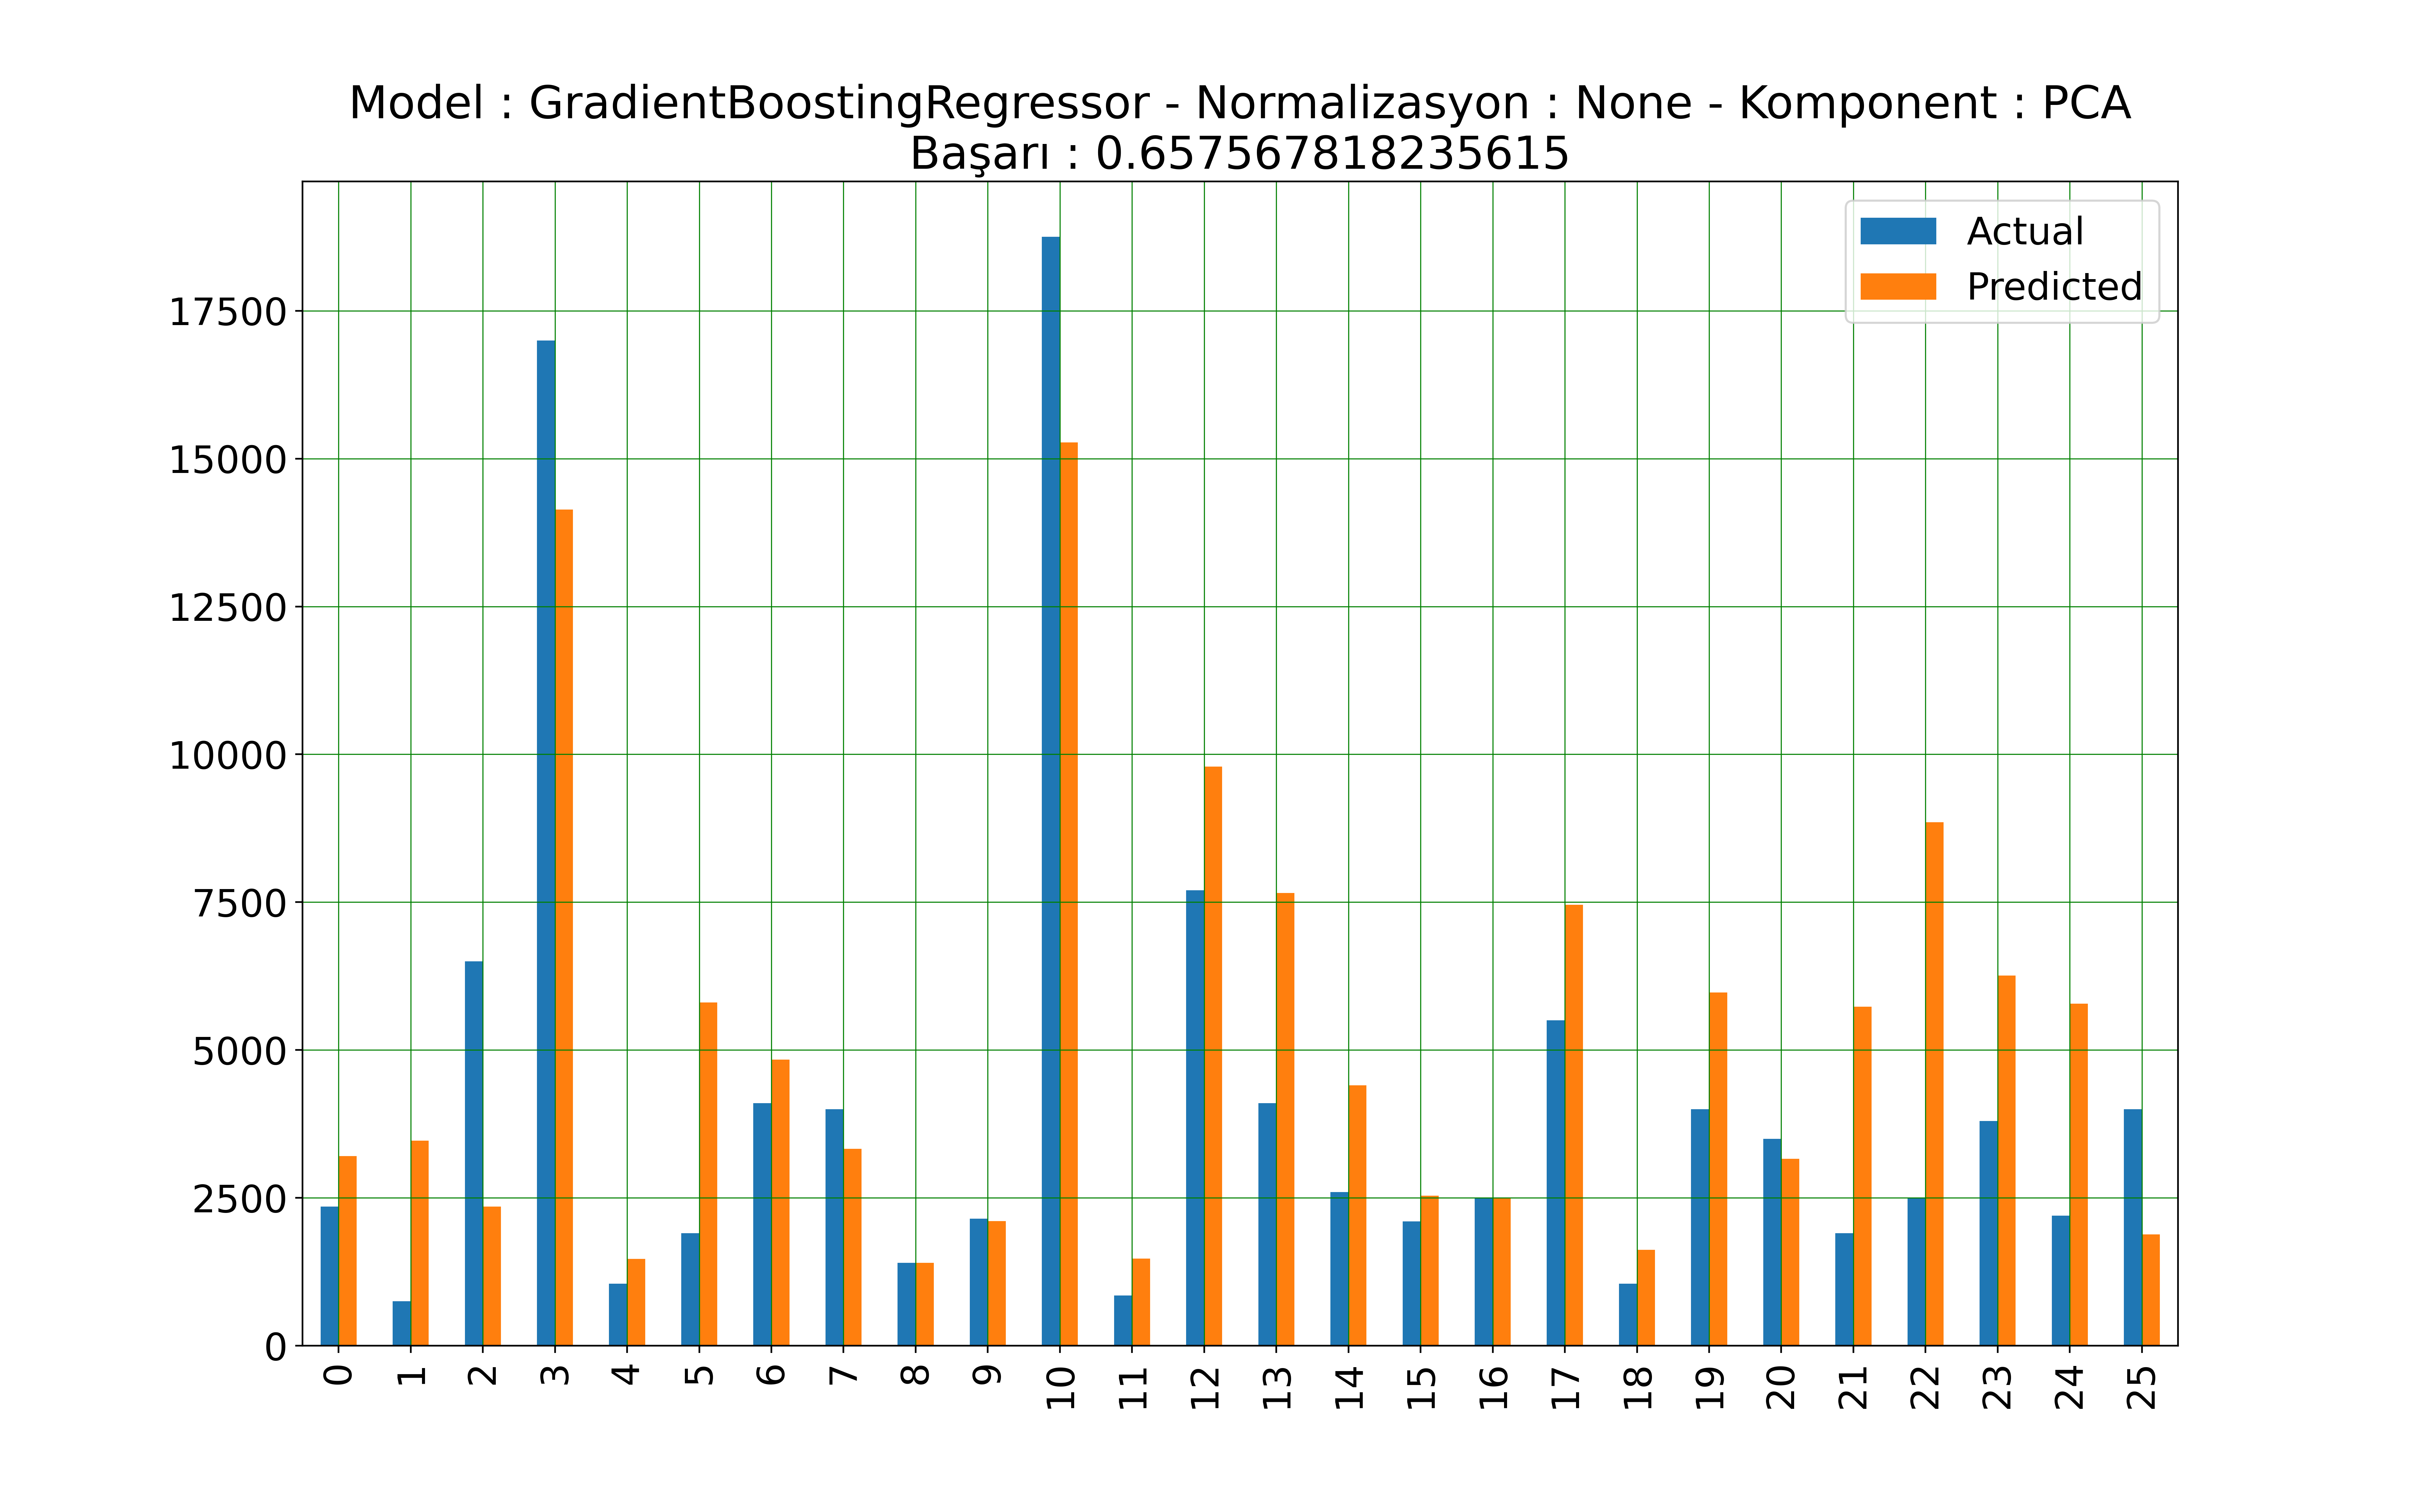 Model : GradientBoostingRegressor - Normalizasyon : None - Komponent : PCA
Başarı : 0.657567818235615
Actual
Predicted
17500
15000
12500
10000
7500
5000
2500
0
0 1 2 3 4 5 6 7 8 9 10 11 12 13 14 15 16 17 18 19 20 21 22 23 24 25